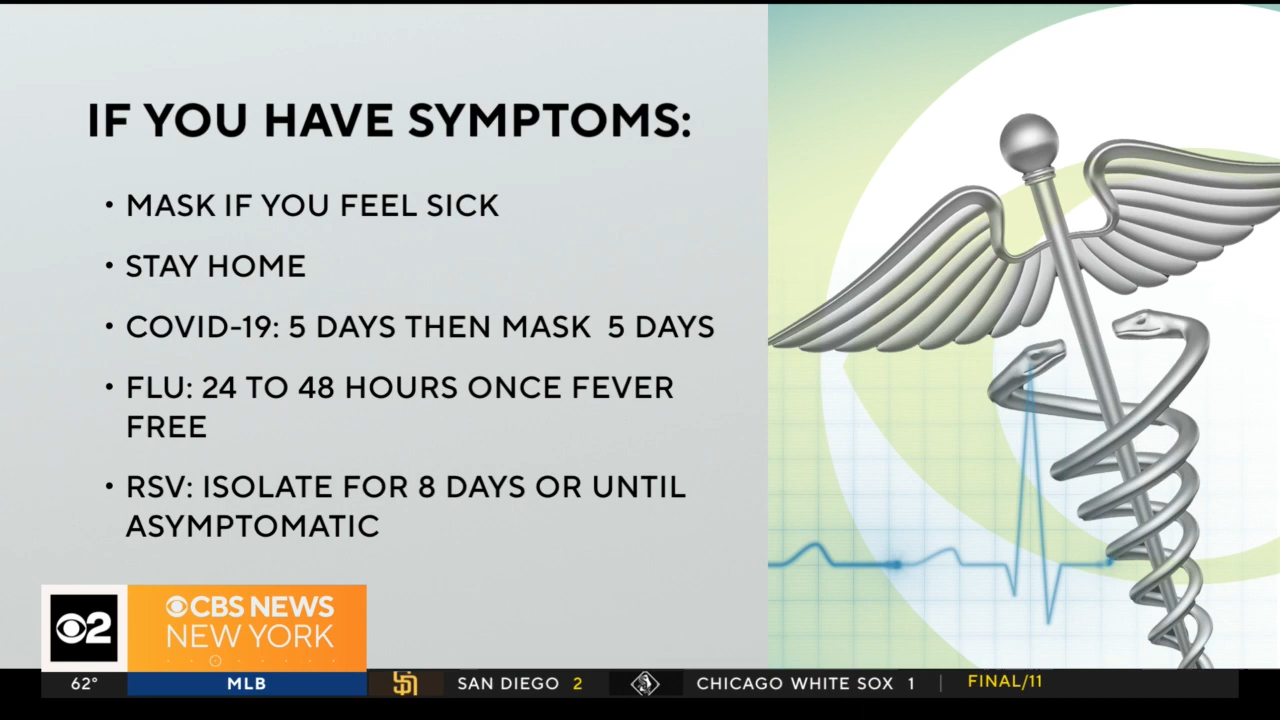 IF YOU HAVE SYMPTOMS:
• MASK IF YOU FEEL SICK
• STAY HOME
• COVID-19: 5 DAYS THEN MASK 5 DAYS
• FLU: 24 TO 48 HOURS ONCE FEVER
FREE
• RSV: ISOLATE FOR 8 DAYS OR UNTIL
ASYMPTOMATIC
2
CBS NEWS
NEW YORK
62° MLB SD SAN DIEGO 2 CHICAGO WHITE SOX 1 | FINAL/11